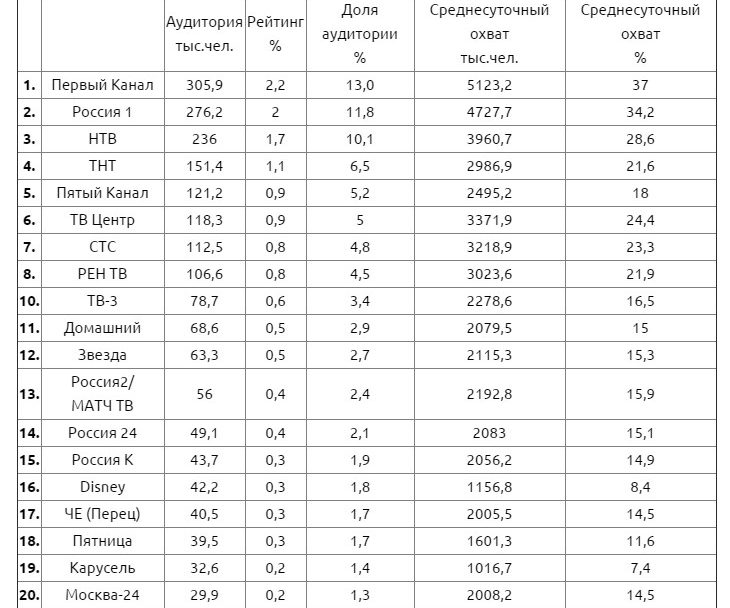 Аудитория тыс.чел. Рейтинг % Доля аудитории % Среднесуточный охват тыс.чел. Среднесуточный охват %
1. Первый Канал 305,9 2,2 13,0 5123,2 37
2. Россия 1 276,2 2 11,8 4727,7 34,2
3. НТВ 236 1,7 10,1 3960,7 28,6
4. ТНТ 151,4 1,1 6,5 2986,9 21,6
5. Пятый Канал 121,2 0,9 5,2 2495,2 18
6. ТВ Центр 118,3 0,9 5 3371,9 24,4
7. СТС 112,5 0,8 4,8 3218,9 23,3
8. РЕН ТВ 106,6 0,8 4,5 3023,6 21,9
10. ТВ-3 78,7 0,6 3,4 2278,6 16,5
11. Домашний 68,6 0,5 2,9 2079,5 15
12. Звезда 63,3 0,5 2,7 2115,3 15,3
13. Россия2/ МАТЧ ТВ 56 0,4 2,4 2192,8 15,9
14. Россия 24 49,1 0,4 2,1 2083 15,1
15. Россия К 43,7 0,3 1,9 2056,2 14,9
16. Disney 42,2 0,3 1,8 1156,8 8,4
17. ЧЕ (Перец) 40,5 0,3 1,7 2005,5 14,5
18. Пятница 39,5 0,3 1,7 1601,3 11,6
19. Карусель 32,6 0,2 1,4 1016,7 7,4
20. Москва-24 29,9 0,2 1,3 2008,2 14,5